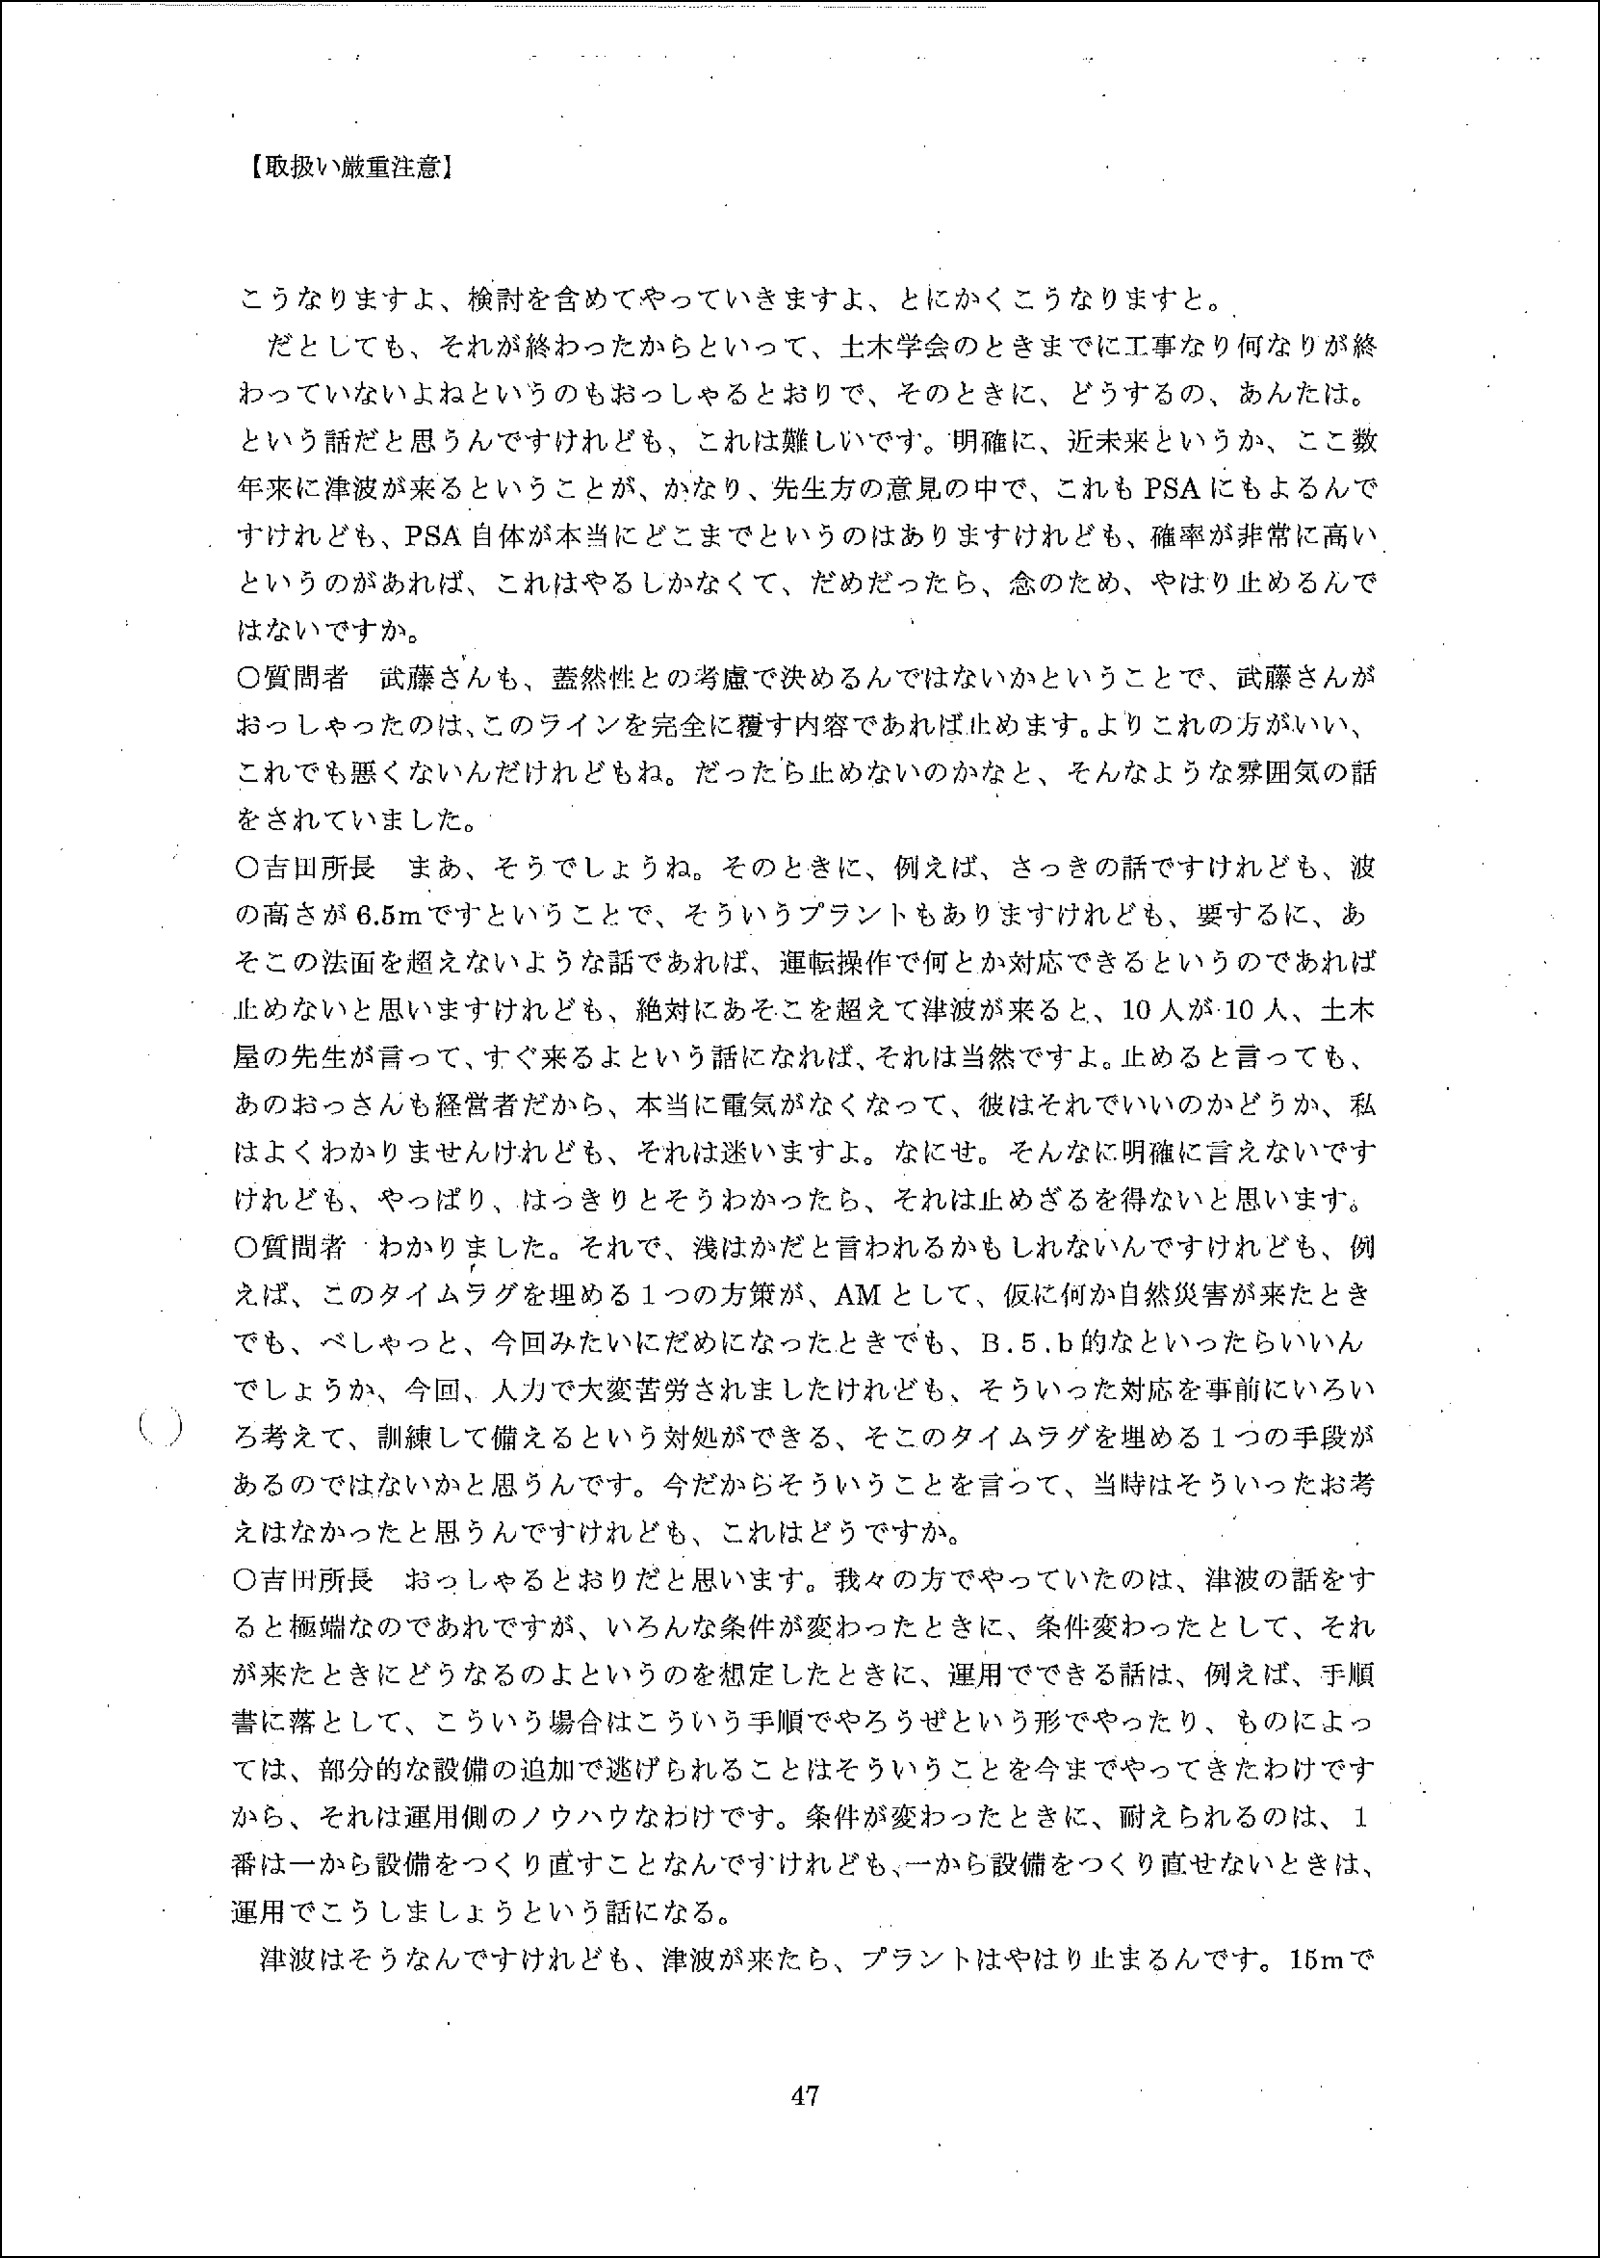 【取扱い厳重注意】
こうなりますよ、検討を含めてやっていきますよ、とにかくこうなりますと。
だとしても、それが終わったからといって、土木学会のときまでに工事なり何なりが終
わっていないよねというのもおっしゃるとおりで、そのときに、どうするの、あんたは。
という話だと思うんですけれども、これは難しいです。明確に、近未来というか、ここ数
年来に津波が来るということが、かなり、先生方の意見の中で、これも PSA にもよるんで
すけれども、PSA 自体が本当にどこまでというのはありますけれども、確率が非常に高い
というのがあれば、これはやるしかなくて、だめだったら、念のため、やはり止めるんで
はないですか。
○質問者　武藤さんも、蓋然性との考慮で決めるんではないかということで、武藤さんが
おっしゃったのは、このラインを完全に覆す内容であれば止めます。よりこれの方がいい、
これでも悪くないんだけれどもね。だったら止めないのかなと、そんなような雰囲気の話
をされていました。
○吉田所長　まあ、そうでしょうね。そのときに、例えば、さっきの話ですけれども、波
の高さが 6.5m ですということで、そういうプラントもありますけれども、要するに、あ
そこの法面を超えないような話であれば、運転操作で何とか対応できるというのであれば
止めないと思いますけれども、絶対にあそこを超えて津波が来ると、10 人が 10 人、土木
屋の先生が言って、すぐ来るよという話になれば、それは当然ですよ。止めると言っても、
あのおっさんも経営者だから、本当に電気がなくなって、彼はそれでいいのかどうか、私
はよくわかりませんけれども、それは迷いますよ。なにせ。そんなに明確に言えないです
けれども、やっぱり、はっきりとそうわかったら、それは止めざるを得ないと思います。
○質問者　わかりました。それで、浅はかだと言われるかもしれないんですけれども、例
えば、このタイムラグを埋める１つの方策が、AM として、仮に何か自然災害が来たとき
でも、べしゃっと、今回みたいにだめになったときでも、B.5.b 的なといったらいいん
でしょうか、今回、人力で大変苦労されましたけれども、そういった対応を事前にいろい
ろ考えて、訓練して備えるという対処ができる、そこのタイムラグを埋める１つの手段が
あるのではないかと思うんです。今だからそういうことを言って、当時はそういったお考
えはなかったと思うんですけれども、これはどうですか。
○吉田所長　おっしゃるとおりだと思います。我々の方でやっていたのは、津波の話をす
ると極端なのであれですが、いろんな条件が変わったときに、条件変わったとして、それ
が来たときにどうなるのよというのを想定したときに、運用でできる話は、例えば、手順
書に落として、こういう場合はこういう手順でやろうぜという形でやったり、ものによっ
ては、部分的な設備の追加で逃げられることはそういうことを今までやってきたわけです
から、それは運用側のノウハウなわけです。条件が変わったときに、耐えられるのは、１
番は一から設備をつくり直すことなんですけれども、一から設備をつくり直せないときは、
運用でこうしましょうという話になる。
津波はそうなんですけれども、津波が来たら、プラントはやはり止まるんです。15m で
47